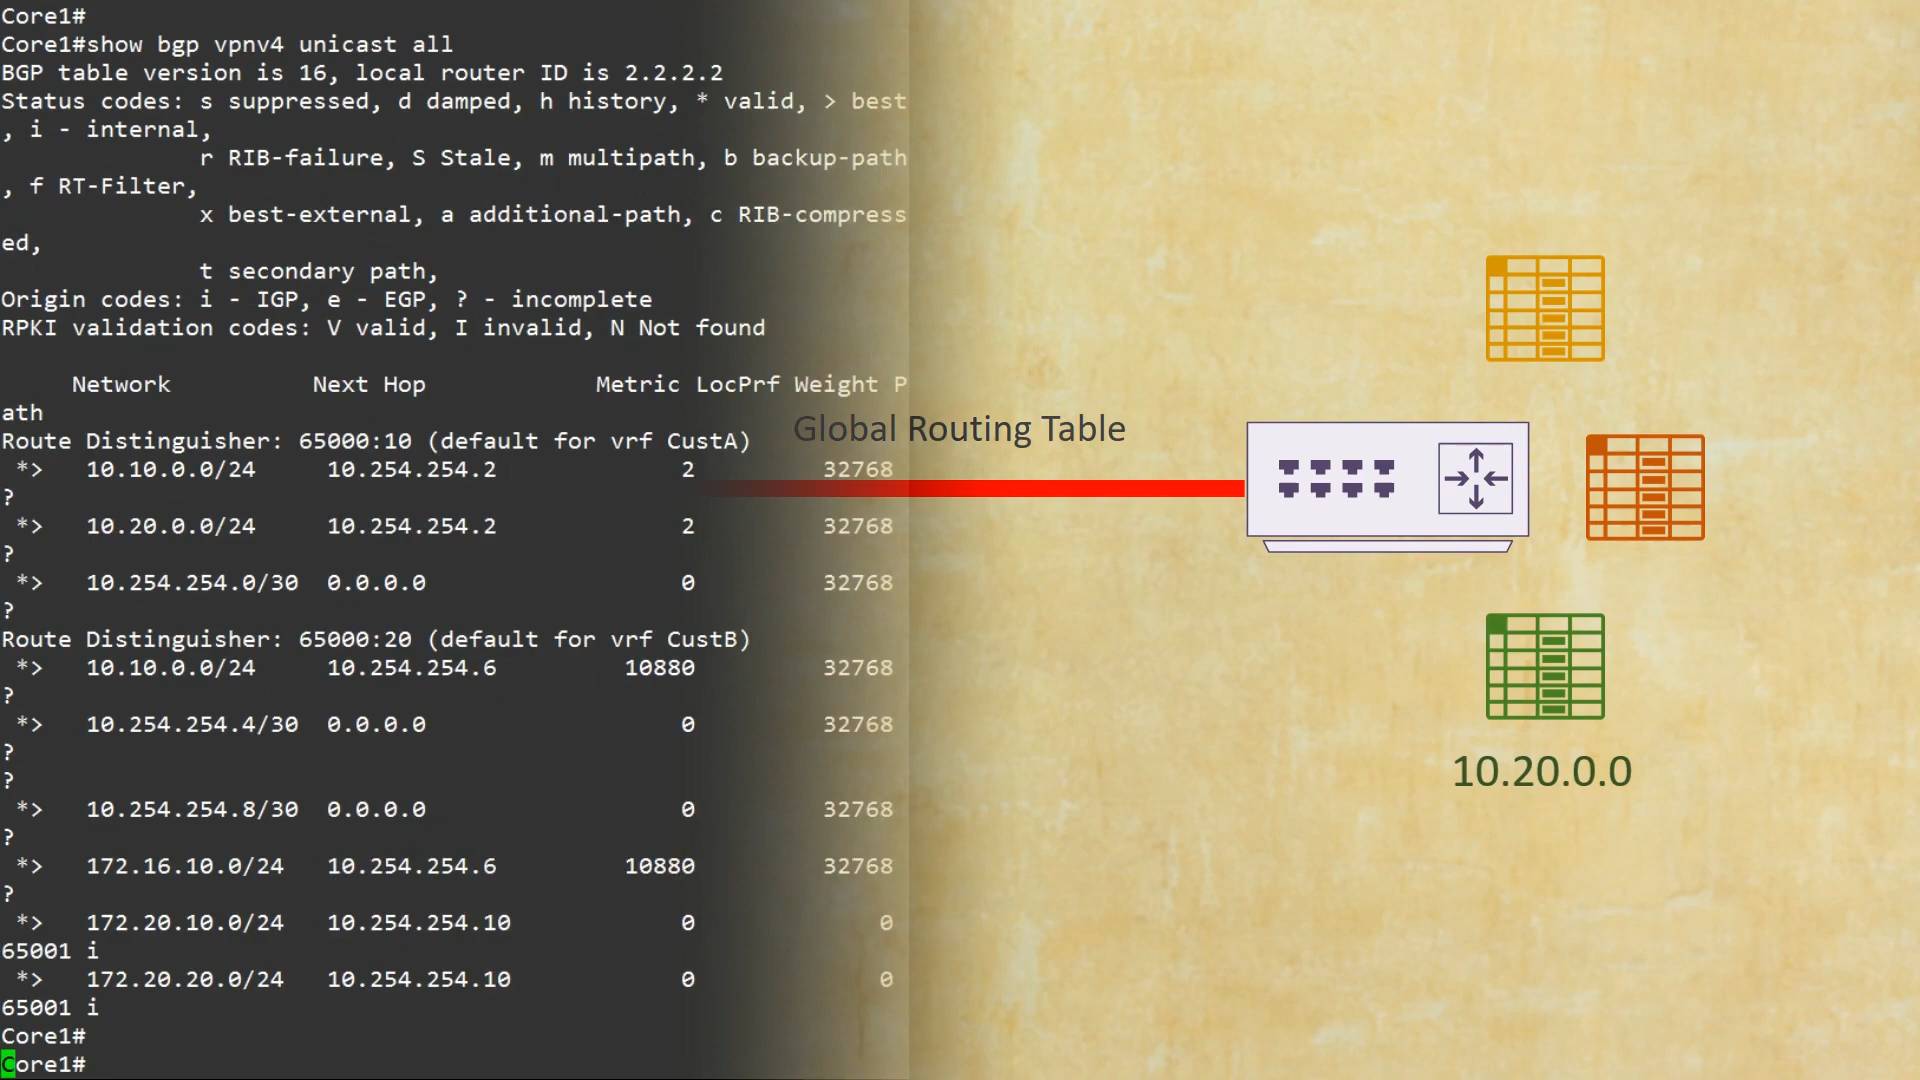 Core1#
Core1#show bgp vpnv4 unicast all
BGP table version is 16, local router ID is 2.2.2.2
Status codes: s suppressed, d damped, h history, * valid, > best
, i - internal,
r RIB-failure, S Stale, m multipath, b backup-path
, f RT-Filter,
x best-external, a additional-path, c RIB-compress
ed,
t secondary path,
Origin codes: i - IGP, e - EGP, ? - incomplete
RPKI validation codes: V valid, I invalid, N Not found
Network Next Hop Metric LocPrf Weight P
ath
Route Distinguisher: 65000:10 (default for vrf CustA)
*> 10.10.0.0/24 10.254.254.2 2 32768
?
*> 10.20.0.0/24 10.254.254.2 2 32768
?
*> 10.254.254.0/30 0.0.0.0 0 32768
?
Route Distinguisher: 65000:20 (default for vrf CustB)
*> 10.10.0.0/24 10.254.254.6 10880 32768
?
*> 10.254.254.4/30 0.0.0.0 0 32768
?
?
*> 10.254.254.8/30 0.0.0.0 0 32768
?
*> 172.16.10.0/24 10.254.254.6 10880 32768
?
*> 172.20.10.0/24 10.254.254.10 0 0
65001 i
*> 172.20.20.0/24 10.254.254.10 0 0
65001 i
Core1#
Core1#
Global Routing Table
10.20.0.0